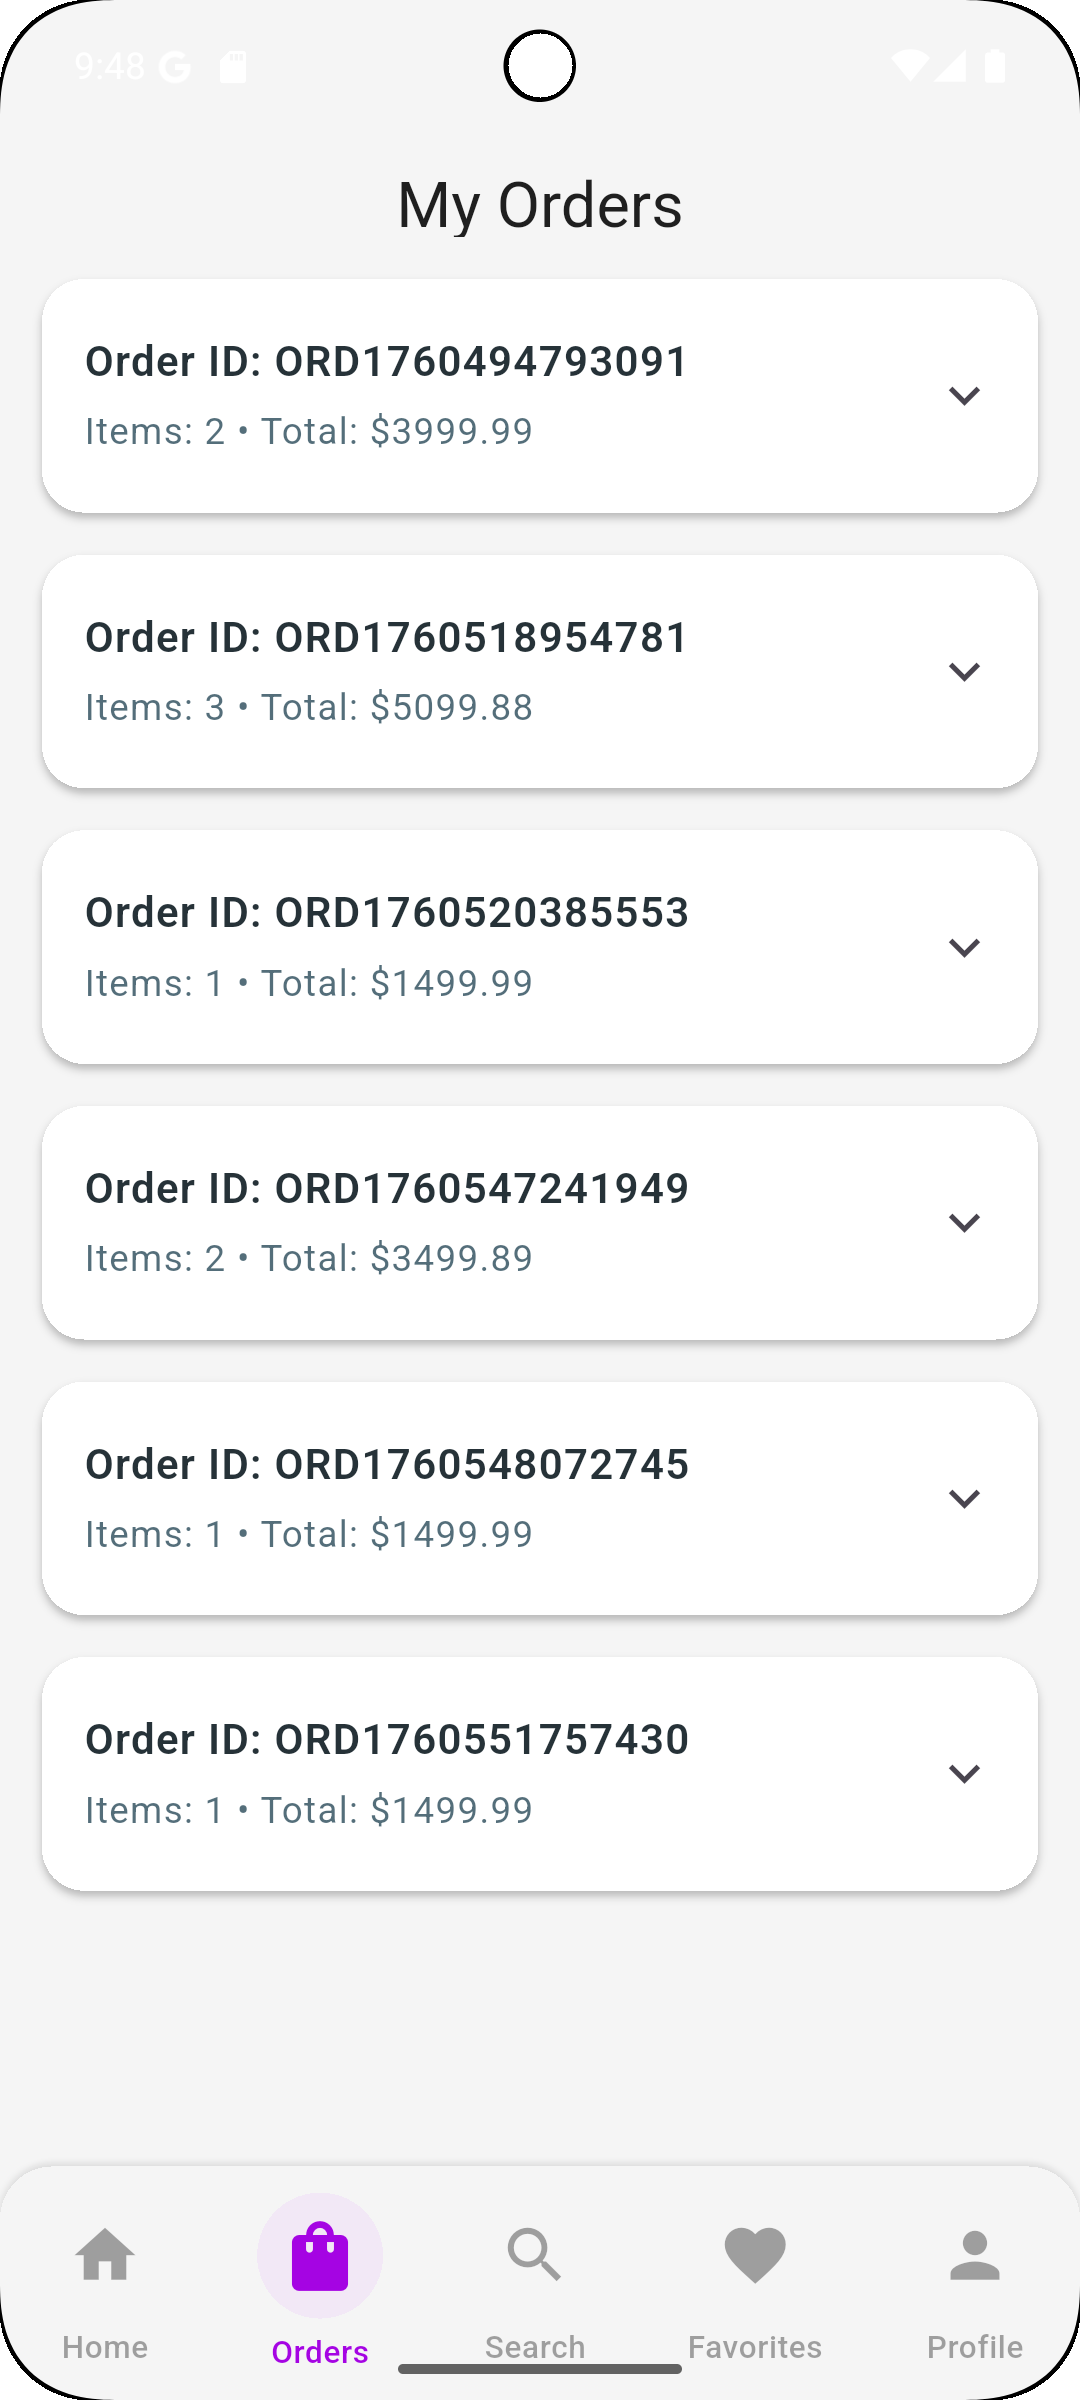 9:48
My Orders
Order ID: ORD1760494793091
Items: 2 • Total: $3999.99
Order ID: ORD1760518954781
Items: 3 • Total: $5099.88
Order ID: ORD1760520385553
Items: 1 • Total: $1499.99
Order ID: ORD1760547241949
Items: 2 • Total: $3499.89
Order ID: ORD1760548072745
Items: 1 • Total: $1499.99
Order ID: ORD1760551757430
Items: 1 • Total: $1499.99
Home Orders Search Favorites Profile